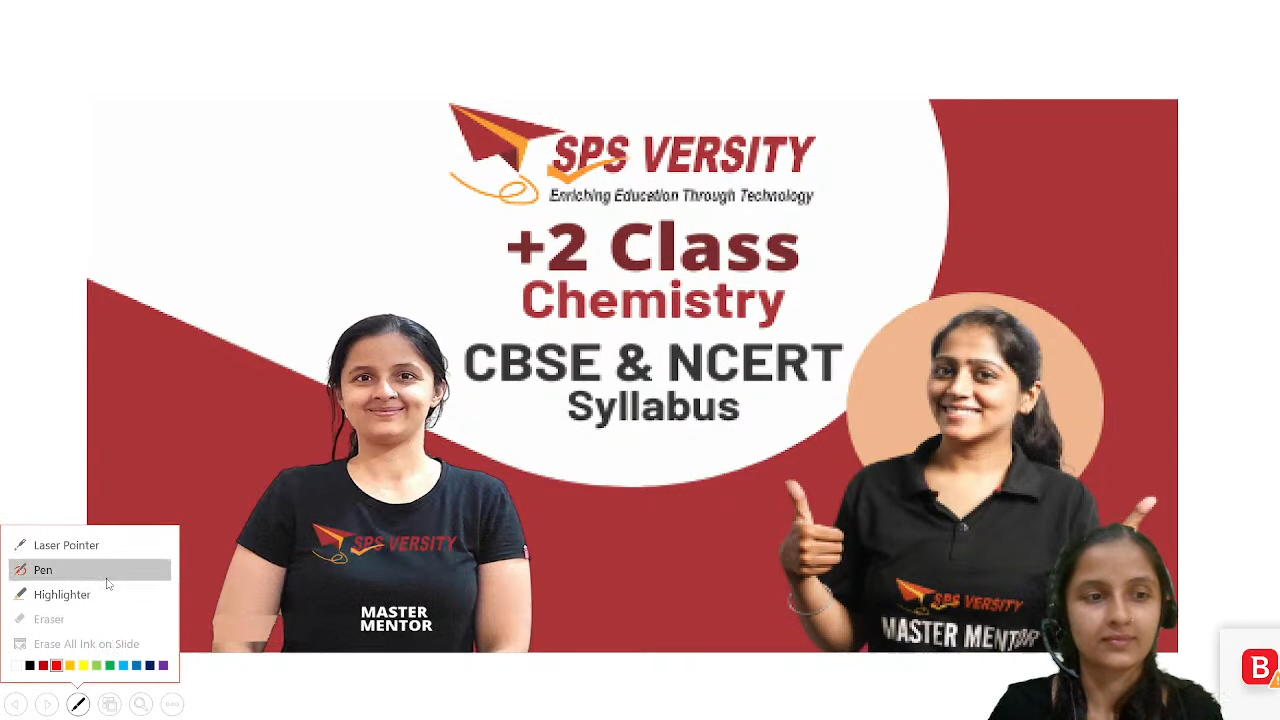 SPS VERSITY
Enriching Education Through Technology
+2 Class
Chemistry
CBSE & NCERT
Syllabus
SPS VERSITY
MASTER
MENTOR
SPS VERSITY
MASTER MENTOR
Laser Pointer
Pen
Highlighter
Eraser
Erase All Ink on Slide
B